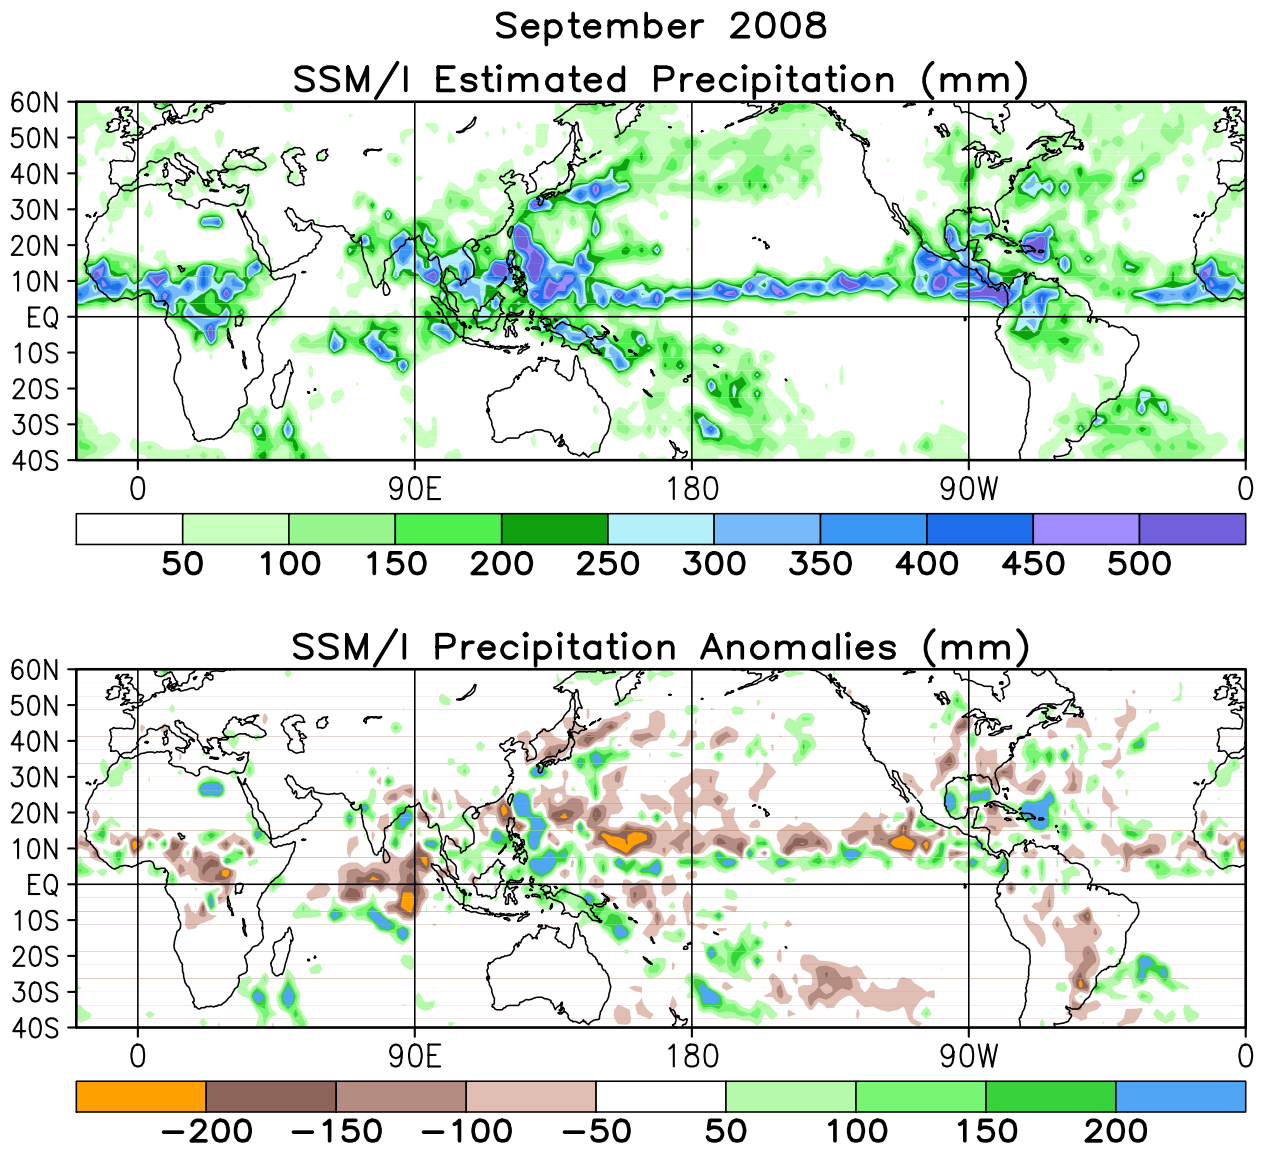 September 2008
SSM/I Estimated Precipitation (mm)
60N
50N
40N
30N
20N
10N
EQ
10S
20S
30S
40S
0 90E 180 90W 0
50 100 150 200 250 300 350 400 450 500
SSM/I Precipitation Anomalies (mm)
60N
50N
40N
30N
20N
10N
EQ
10S
20S
30S
40S
0 90E 180 90W 0
-200 -150 -100 -50 50 100 150 200